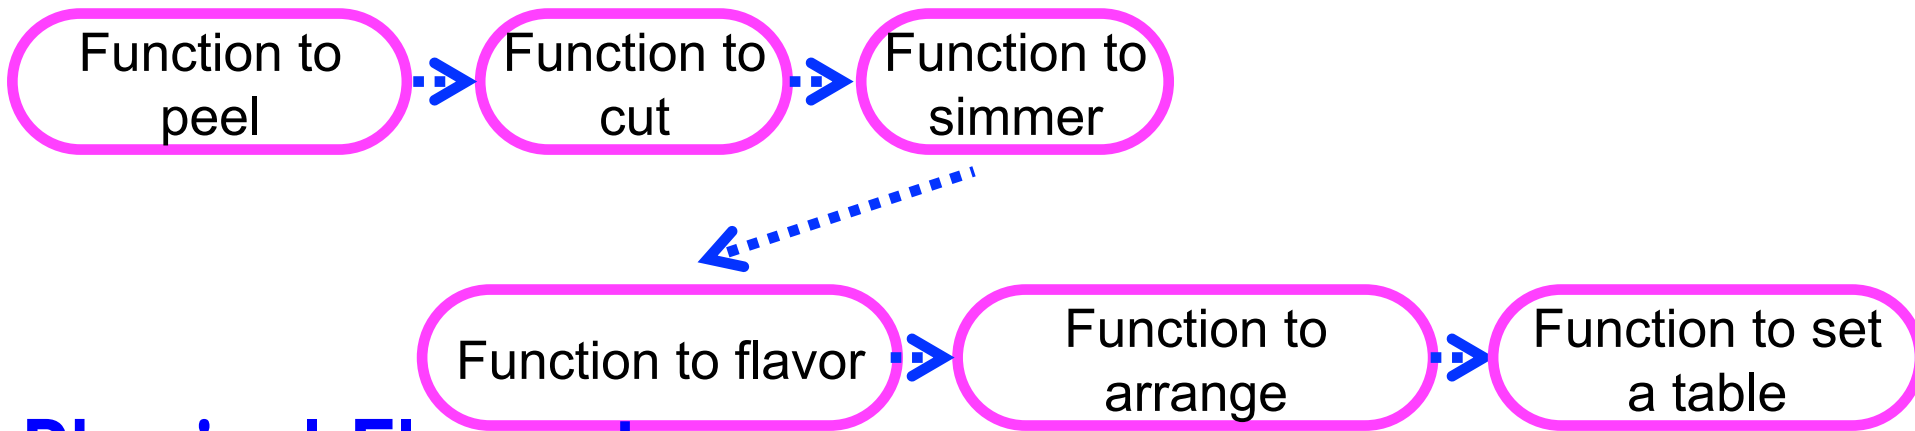 Function to
peel
Function to
cut
Function to
simmer
Function to flavor
Function to
arrange
Function to set
a table